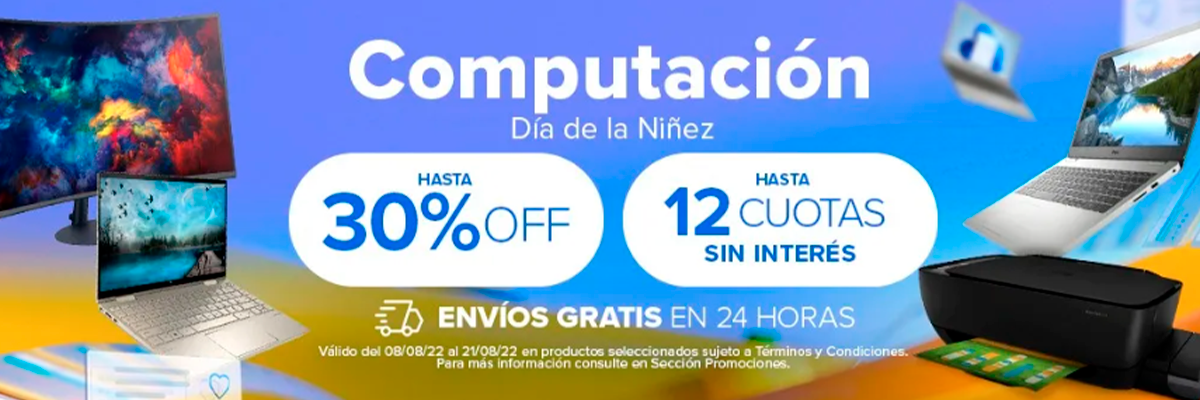 Computación
Día de la Niñez
HASTA
30% OFF
HASTA
12 CUOTAS
SIN INTERÉS
ENVÍOS GRATIS EN 24 HORAS
Válido del 08/08/22 al 21/08/22 en productos seleccionados sujeto a Términos y Condiciones.
Para más información consulte en Sección Promociones.